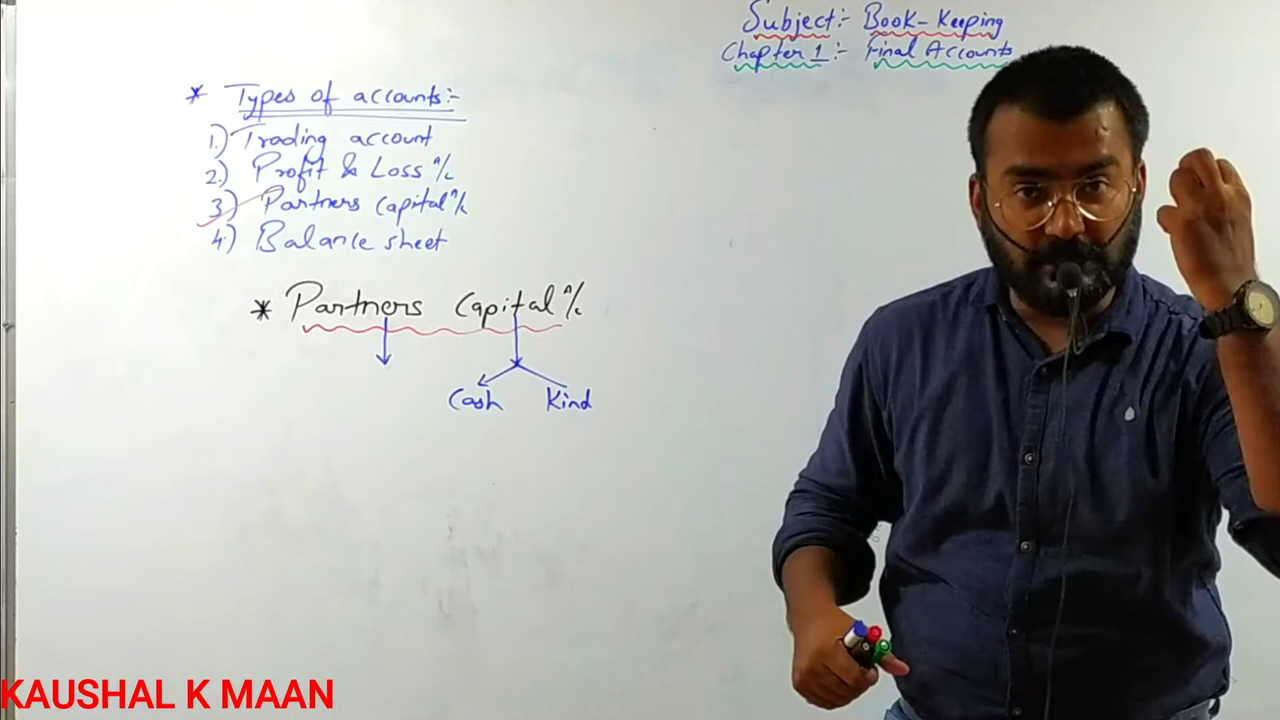 Subject:- Book-Keeping
Chapter 1:- Final Accounts
* Types of accounts:-
1.) Trading account
2.) Profit & Loss A/c
3.) Partners Capital A/c
4.) Balance sheet
* Partners Capital A/c
Cash Kind
KAUSHAL K MAAN